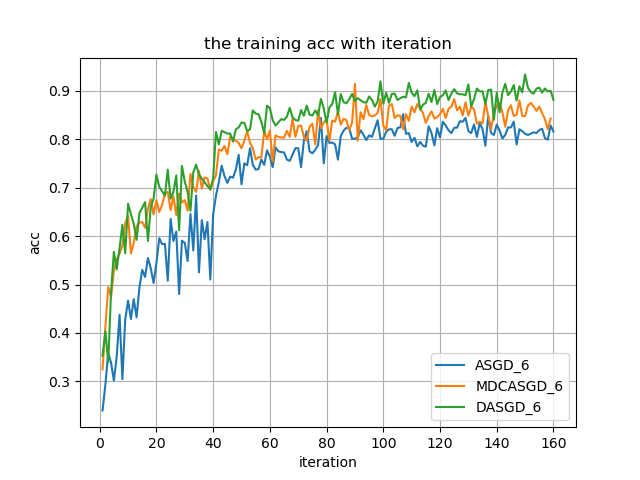 the training acc with iteration
acc
0.9
0.8
0.7
0.6
0.5
0.4
0.3
ASGD_6
MDCASGD_6
DASGD_6
0 20 40 60 80 100 120 140 160
iteration